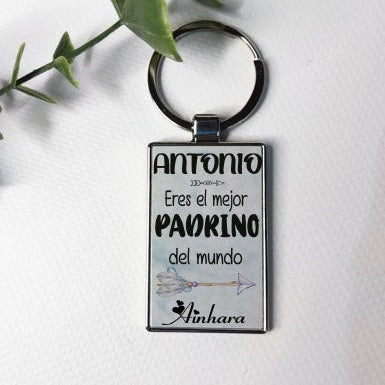 ANTONIO
Eres el mejor
PADRINO
del mundo
Ainhara